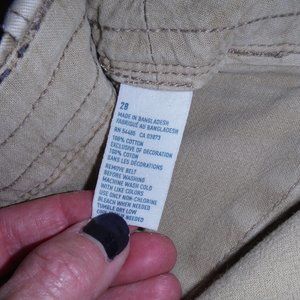 28
MADE IN BANGLADESH
FABRIQUÉ AU BANGLADESH
RN 54485 CA 03873
100% COTTON
EXCLUSIVE OF DECORATION
100% COTON
SANS LES DÉCORATIONS
REMOVE BELT
BEFORE WASHING
MACHINE WASH COLD
WITH LIKE COLORS
USE ONLY NON-CHLORINE
BLEACH WHEN NEEDED
TUMBLE DRY LOW
NEEDED